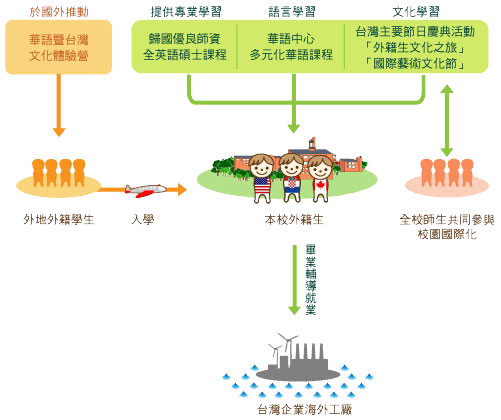 於國外推動
提供專業學習
語言學習
文化學習
華語暨台灣
文化體驗營
歸國優良師資
全英語碩士課程
華語中心
多元化華語課程
台灣主要節日慶典活動
「外籍生文化之旅」
「國際藝術文化節」
外地外籍學生
入學
本校外籍生
全校師生共同參與
校園國際化
畢業輔導就業
台灣企業海外工廠